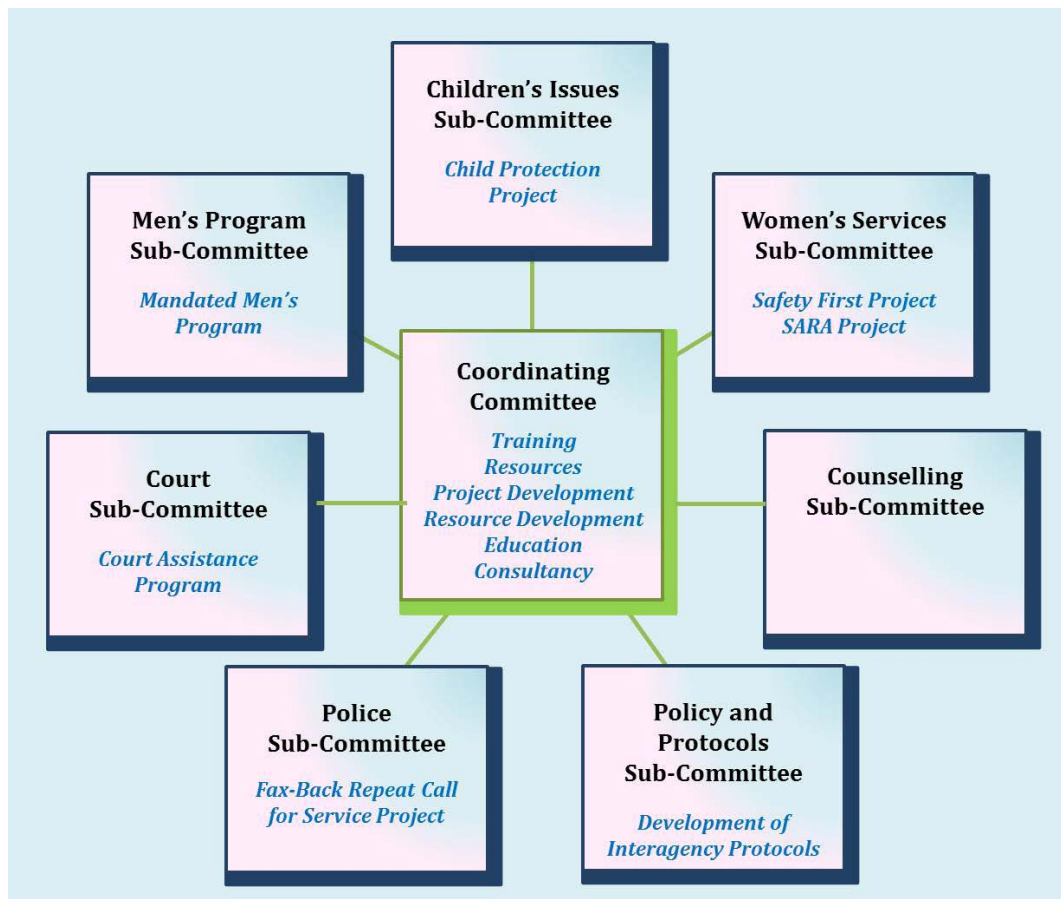 Children's Issues
Sub-Committee
Child Protection
Project
Men's Program
Sub-Committee
Mandated Men's
Program
Women's Services
Sub-Committee
Safety First Project
SARA Project
Coordinating
Committee
Training
Resources
Project Development
Resource Development
Education
Consultancy
Court
Sub-Committee
Court Assistance
Program
Counselling
Sub-Committee
Police
Sub-Committee
Fax-Back Repeat Call
for Service Project
Policy and
Protocols
Sub-Committee
Development of
Interagency Protocols